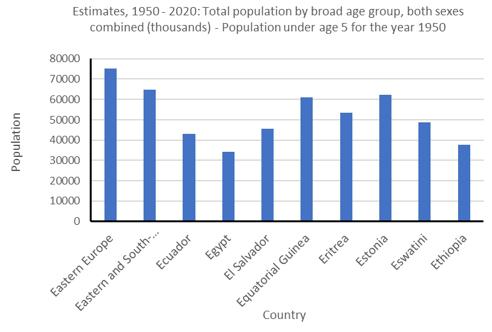 Estimates, 1950 - 2020: Total population by broad age group, both sexes
combined (thousands) - Population under age 5 for the year 1950
80000
70000
60000
50000
40000
30000
20000
10000
0
Population
Eastern Europe
Eastern and South-...
Ecuador
Egypt
El Salvador
Equatorial Guinea
Eritrea
Estonia
Eswatini
Ethiopia
Country